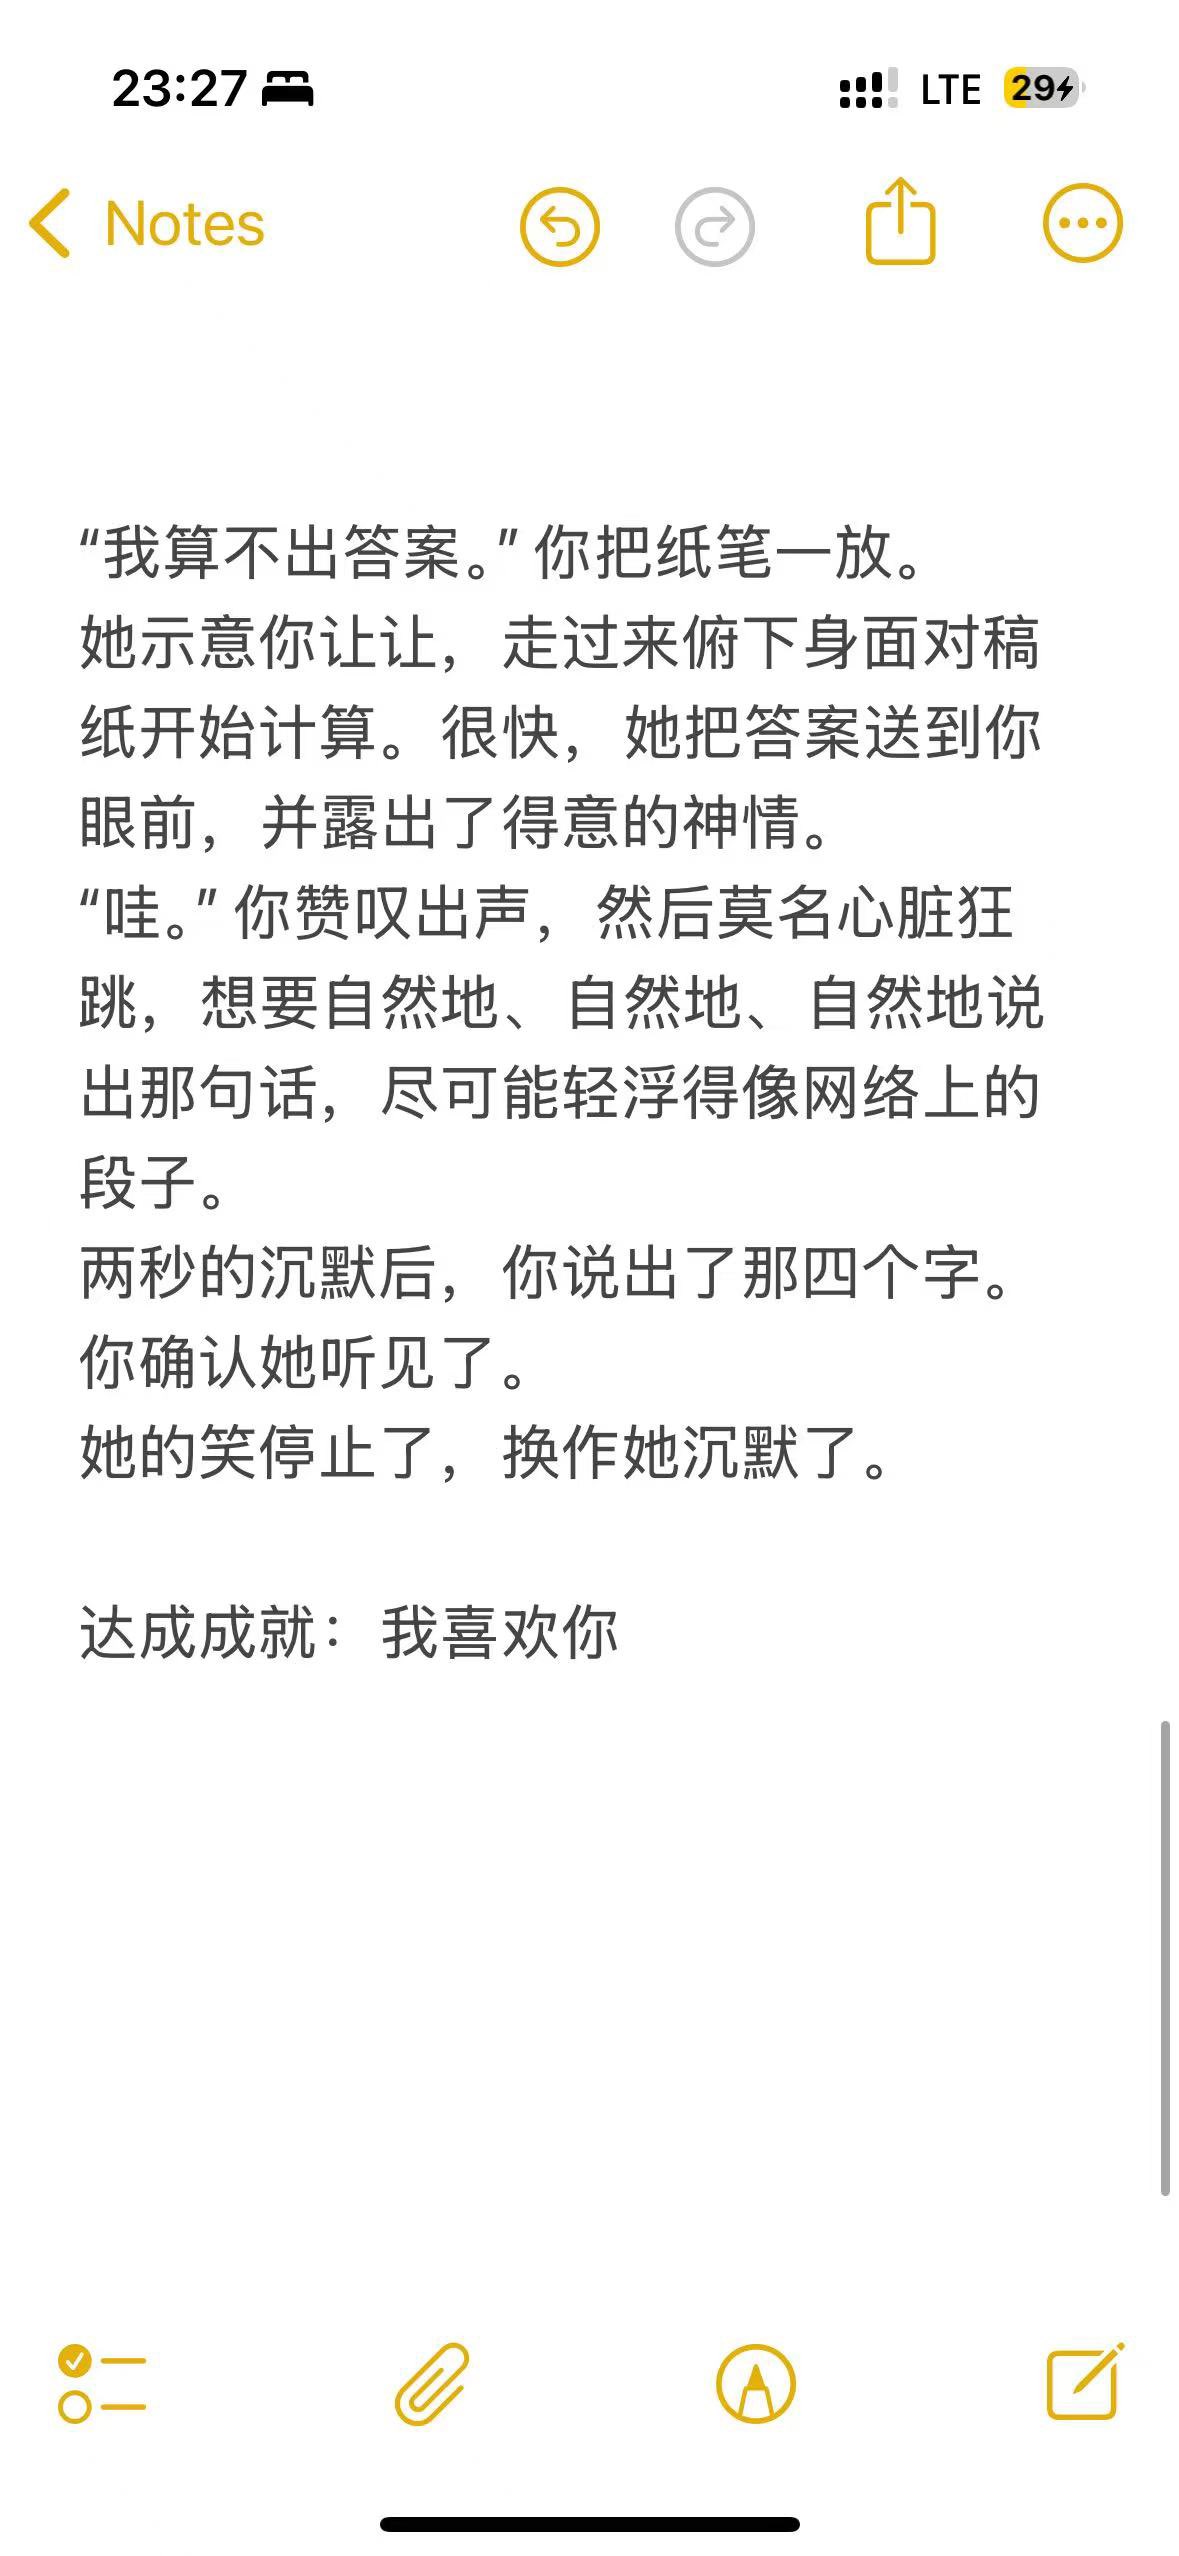 23:27
LTE
29
Notes
“我算不出答案。” 你把纸笔一放。
她示意你让让，走过来俯下身面对稿
纸开始计算。很快，她把答案送到你
眼前，并露出了得意的神情。
“哇。” 你赞叹出声，然后莫名心脏狂
跳，想要自然地、自然地、自然地说
出那句话，尽可能轻浮得像网络上的
段子。
两秒的沉默后，你说出了那四个字。
你确认她听见了。
她的笑停止了，换作她沉默了。
达成成就：我喜欢你